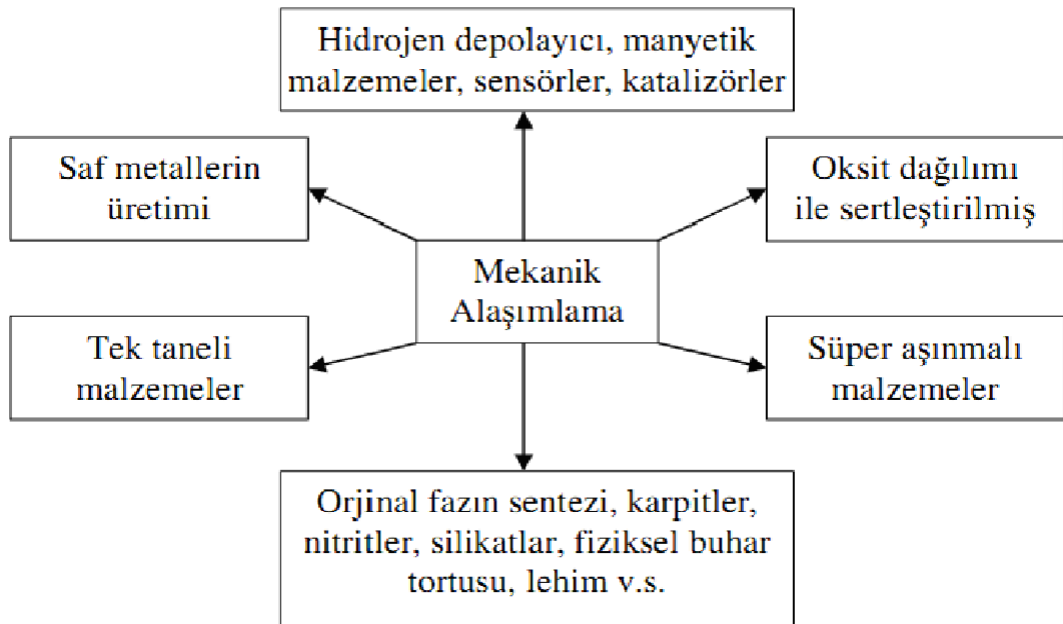 Hidrojen depolayıcı, manyetik
malzemeler, sensörler, katalizörler
Saf metallerin
üretimi
Oksit dağılımı
ile sertleştirilmiş
Mekanik
Alaşımlama
Tek taneli
malzemeler
Süper aşınmalı
malzemeler
Orjinal fazın sentezi, karpitler,
nitritler, silikatlar, fiziksel buhar
tortusu, lehim v.s.